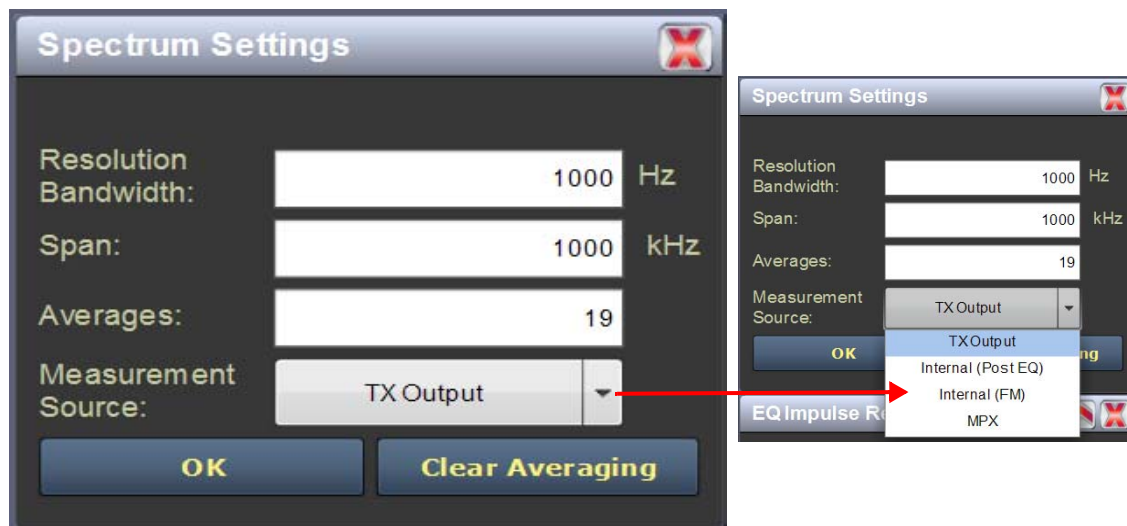 Spectrum Settings
Resolution
Bandwidth:
1000 Hz
Span:
1000 kHz
Averages:
19
Measurement
Source:
TX Output
OK
Clear Averaging
Spectrum Settings
Resolution
Bandwidth:
1000 Hz
Span:
1000 kHz
Averages:
19
Measurement
Source:
TX Output
TX Output
OK
ng
Internal (Post EQ)
Internal (FM)
EQ Impulse Re
MPX